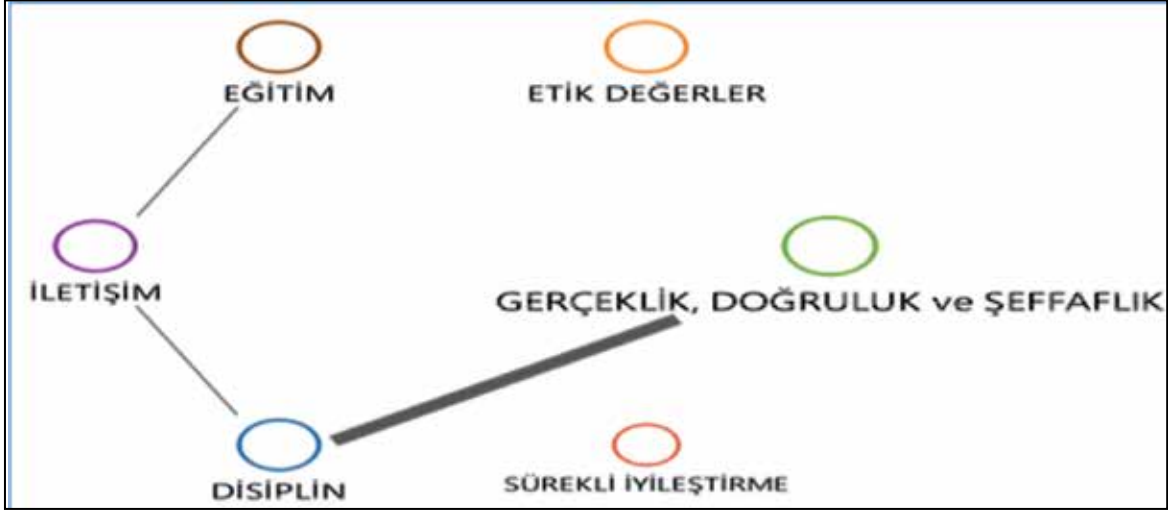 EĞİTİM
ETİK DEĞERLER
İLETİŞİM
GERÇEKLİK, DOĞRULUK ve ŞEFFAFLIK
DİSİPLİN
SÜREKLİ İYİLEŞTİRME